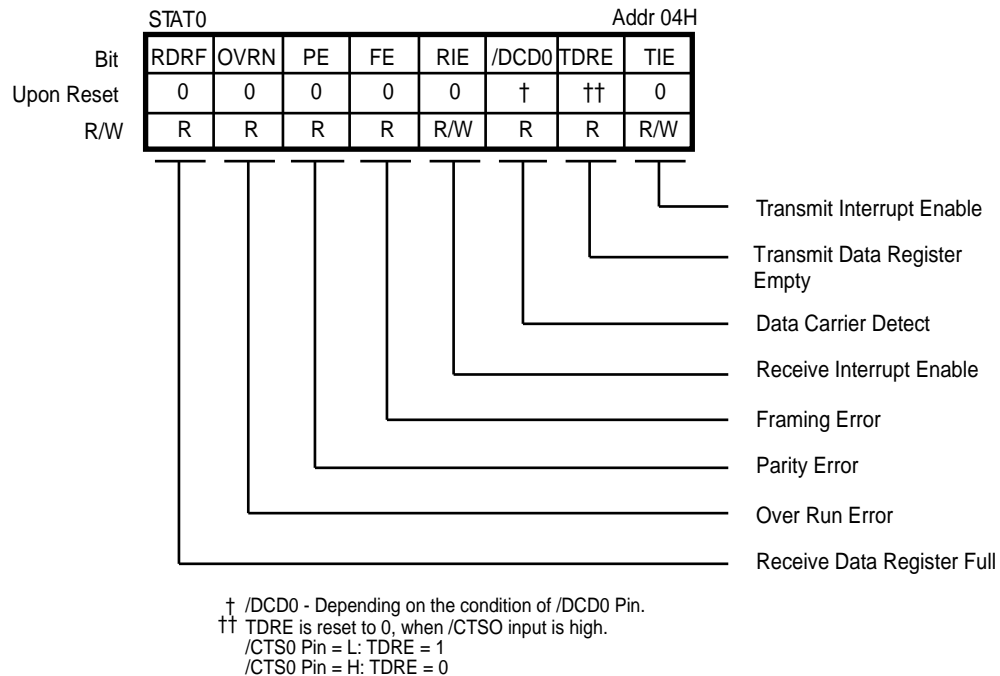 STAT0 Addr 04H
Bit RDRF OVRN PE FE RIE /DCD0 TDRE TIE
Upon Reset 0 0 0 0 0 † †† 0
R/W R R R R R/W R R R/W
Transmit Interrupt Enable
Transmit Data Register
Empty
Data Carrier Detect
Receive Interrupt Enable
Framing Error
Parity Error
Over Run Error
Receive Data Register Full
† /DCD0 - Depending on the condition of /DCD0 Pin.
†† TDRE is reset to 0, when /CTSO input is high.
/CTS0 Pin = L: TDRE = 1
/CTS0 Pin = H: TDRE = 0